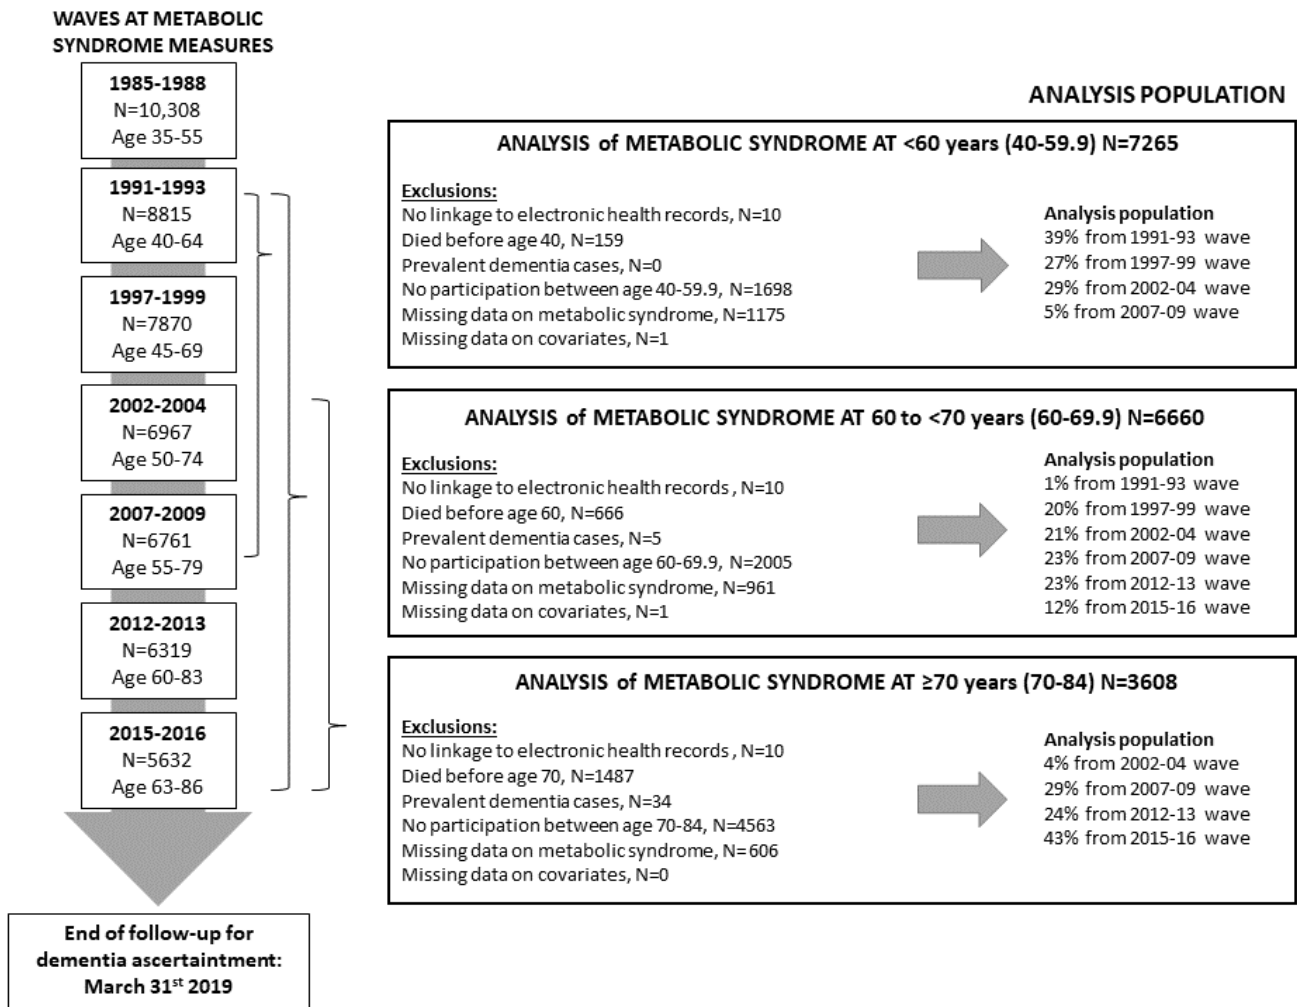 WAVES AT METABOLIC
SYNDROME MEASURES
1985-1988
N=10,308
Age 35-55
1991-1993
N=8815
Age 40-64
1997-1999
N=7870
Age 45-69
2002-2004
N=6967
Age 50-74
2007-2009
N=6761
Age 55-79
2012-2013
N=6319
Age 60-83
2015-2016
N=5632
Age 63-86
End of follow-up for
dementia ascertaintment:
March 31st 2019
ANALYSIS POPULATION
ANALYSIS of METABOLIC SYNDROME AT <60 years (40-59.9) N=7265
Exclusions:
No linkage to electronic health records, N=10
Died before age 40, N=159
Prevalent dementia cases, N=0
No participation between age 40-59.9, N=1698
Missing data on metabolic syndrome, N=1175
Missing data on covariates, N=1
Analysis population
39% from 1991-93 wave
27% from 1997-99 wave
29% from 2002-04 wave
5% from 2007-09 wave
ANALYSIS of METABOLIC SYNDROME AT 60 to <70 years (60-69.9) N=6660
Exclusions:
No linkage to electronic health records , N=10
Died before age 60, N=666
Prevalent dementia cases, N=5
No participation between age 60-69.9, N=2005
Missing data on metabolic syndrome, N=961
Missing data on covariates, N=1
Analysis population
1% from 1991-93 wave
20% from 1997-99 wave
21% from 2002-04 wave
23% from 2007-09 wave
23% from 2012-13 wave
12% from 2015-16 wave
ANALYSIS of METABOLIC SYNDROME AT ≥70 years (70-84) N=3608
Exclusions:
No linkage to electronic health records , N=10
Died before age 70, N=1487
Prevalent dementia cases, N=34
No participation between age 70-84, N=4563
Missing data on metabolic syndrome, N=606
Missing data on covariates, N=0
Analysis population
4% from 2002-04 wave
29% from 2007-09 wave
24% from 2012-13 wave
43% from 2015-16 wave